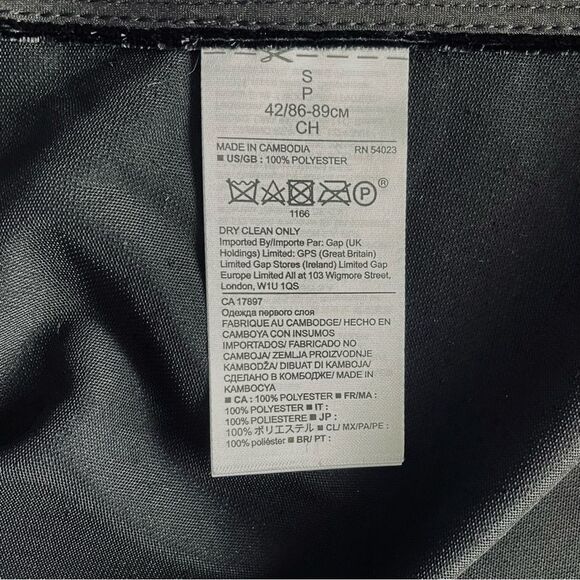 S
P
42/86-89см
CH
MADE IN CAMBODIA RN 54023
■ US/GB : 100% POLYESTER
P ®
1166
DRY CLEAN ONLY
Imported By/Importe Par: Gap (UK
Holdings) Limited: GPS (Great Britain)
Limited Gap Stores (Ireland) Limited Gap
Europe Limited All at 103 Wigmore Street,
London, W1U 1QS
CA 17897
Одежда первого слоя
FABRIQUE AU CAMBODGE/ HECHO EN
CAMBOYA CON INSUMOS
IMPORTADOS/ FABRICADO NO
CAMBOJA/ ZEMLJA PROIZVODNJE
KAMBODŽA/ DIBUAT DI KAMBOJA/
СДЕЛАНО В КОМБОДЖЕ/ MADE IN
KAMBOCYA
■ CA : 100% POLYESTER ■ FR/MA :
100% POLYESTER ■ IT :
100% POLIESTERE ■ JP :
100% ポリエステル ■ CL/ MX/PA/PE :
100% poliéster ■ BR/ PT :